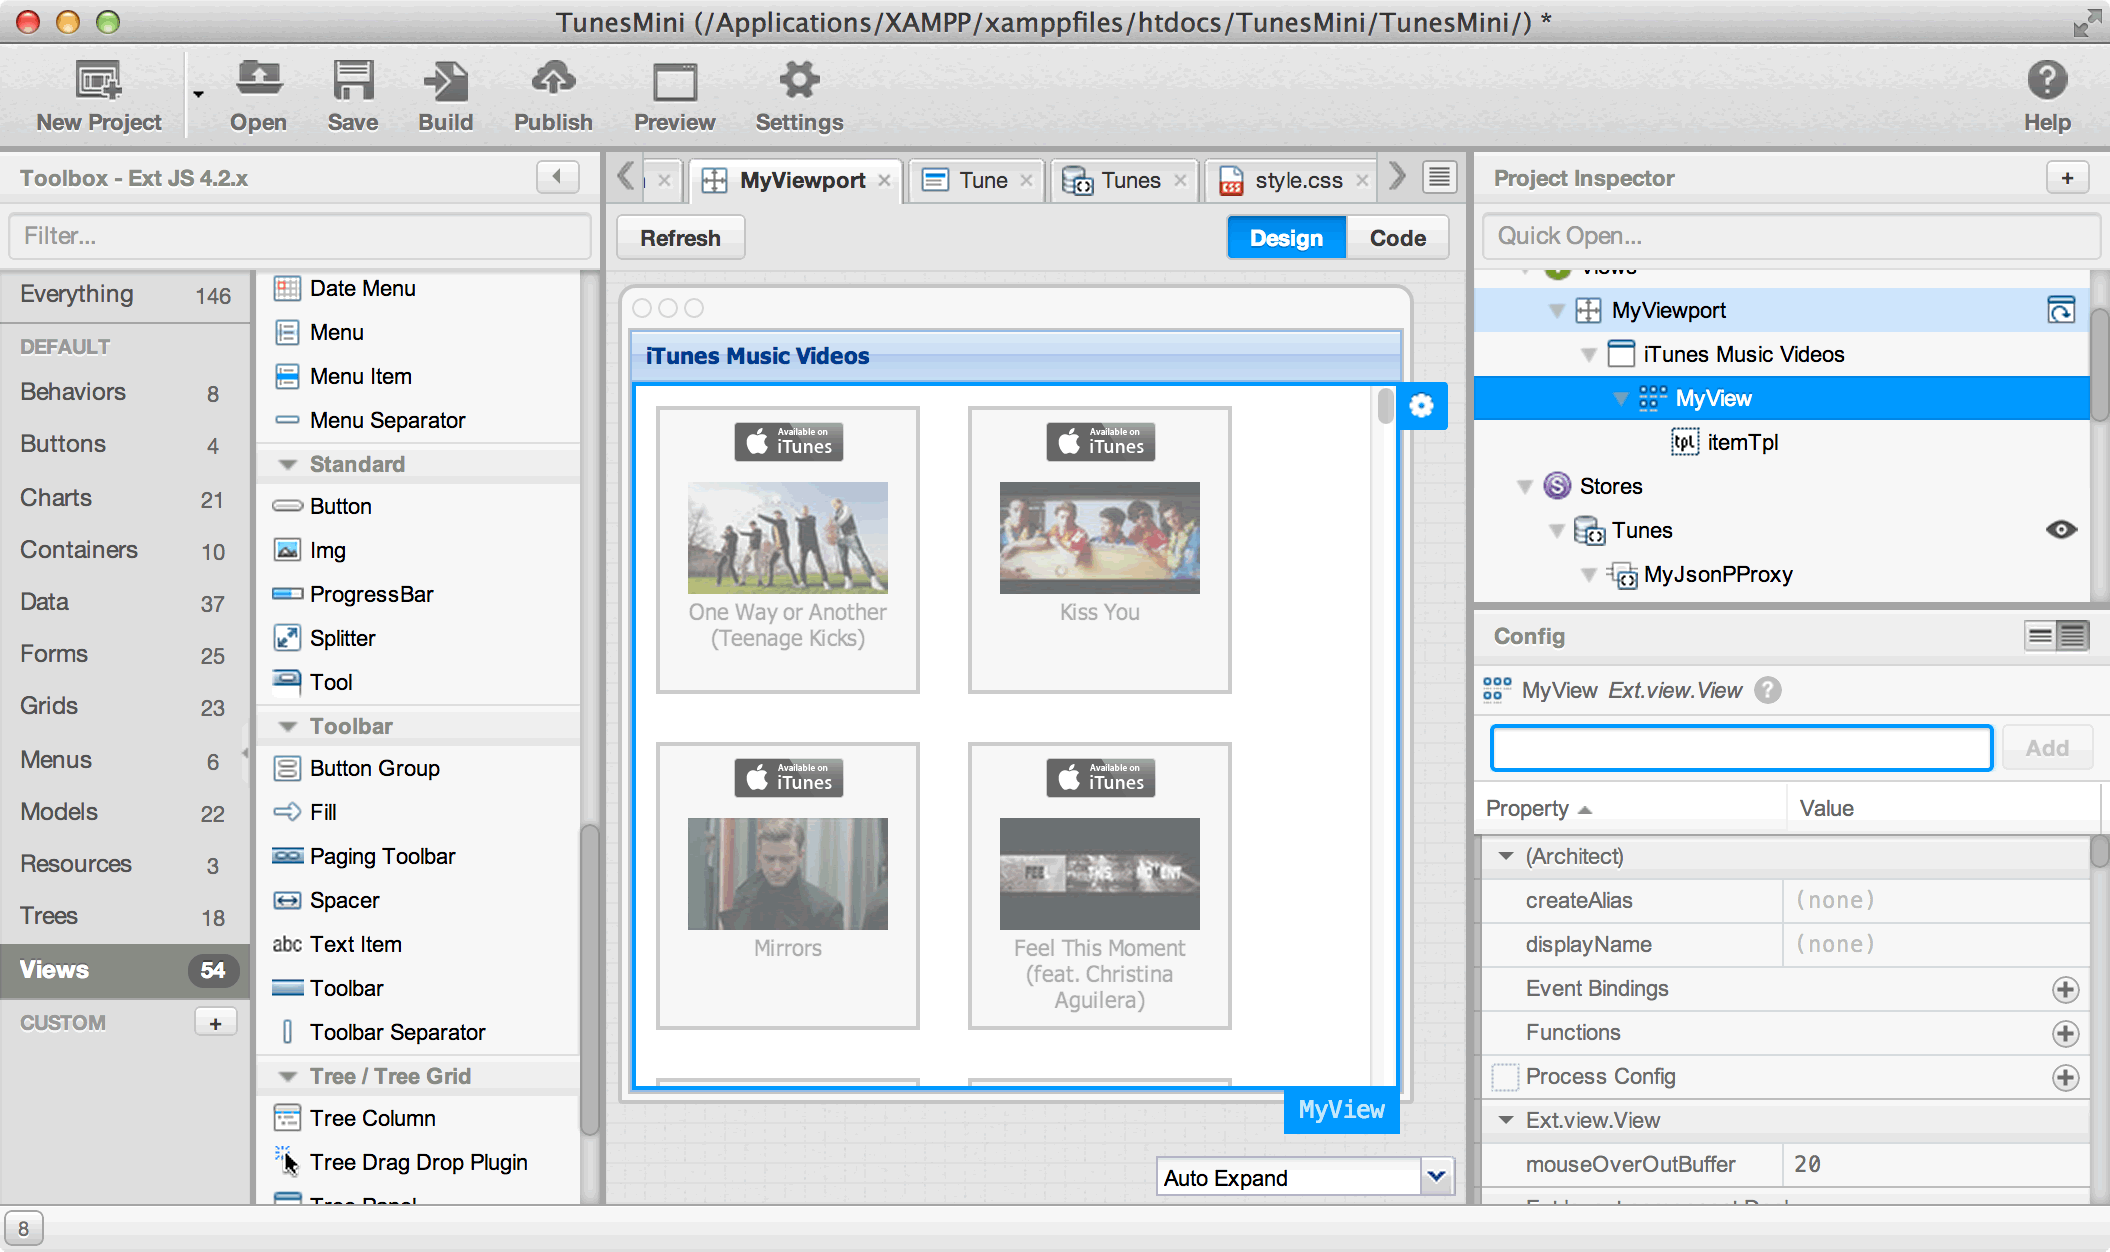 TunesMini (/Applications/XAMPP/xamppfiles/htdocs/TunesMini/TunesMini/) *
New Project
Open
Save
Build
Publish
Preview
Settings
Help
Toolbox - Ext JS 4.2.x
Filter...
Everything 146
DEFAULT
Behaviors 8
Buttons 4
Charts 21
Containers 10
Data 37
Forms 25
Grids 23
Menus 6
Models 22
Resources 3
Trees 18
Views 54
CUSTOM +
Date Menu
Menu
Menu Item
Menu Separator
Standard
Button
Img
ProgressBar
Splitter
Tool
Toolbar
Button Group
Fill
Paging Toolbar
Spacer
abc Text Item
Toolbar
Toolbar Separator
Tree / Tree Grid
Tree Column
Tree Drag Drop Plugin
Tree Panel
MyViewport
Tune
Tunes
css style.css
Refresh
Design
Code
iTunes Music Videos
Available on
iTunes
One Way or Another
(Teenage Kicks)
Available on
iTunes
Kiss You
Available on
iTunes
Mirrors
Available on
iTunes
FEEL THIS MOMENT
Feel This Moment
(feat. Christina
Aguilera)
MyView
Auto Expand
Project Inspector
+
Quick Open...
Views
MyViewport
iTunes Music Videos
MyView
tpl itemTpl
S Stores
Tunes
MyJsonPProxy
Config
MyView Ext.view.View ?
Add
Property Value
(Architect)
createAlias (none)
displayName (none)
Event Bindings
Functions
Process Config
Ext.view.View
mouseOverOutBuffer 20
8